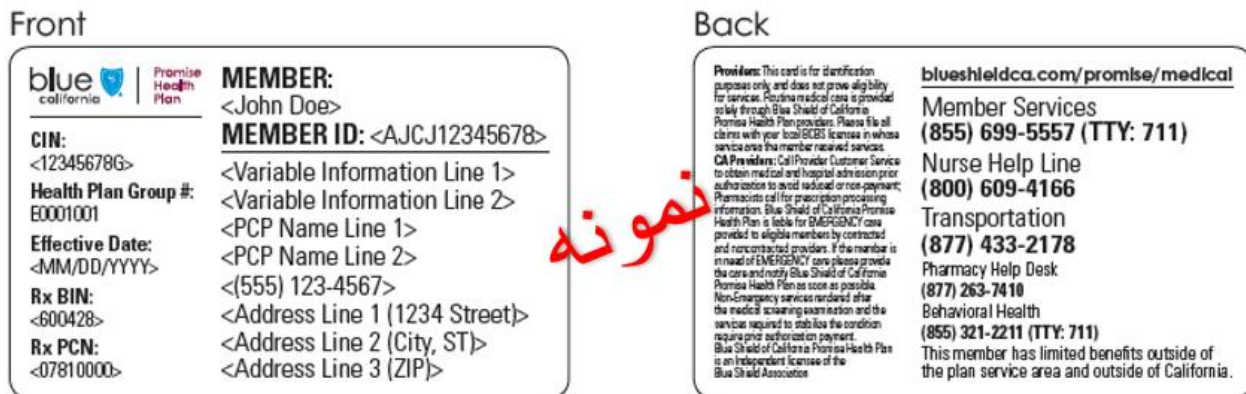 Front
blue
california
Promise
Health
Plan
CIN:
<12345678G>
Health Plan Group #:
E0001001
Effective Date:
<MM/DD/YYYY>
Rx BIN:
<600428>
Rx PCN:
<07810000>
MEMBER:
<John Doe>
MEMBER ID: <AJCJ12345678>
<Variable Information Line 1>
<Variable Information Line 2>
<PCP Name Line 1>
<PCP Name Line 2>
<(555) 123-4567>
<Address Line 1 (1234 Street)>
<Address Line 2 (City, ST)>
<Address Line 3 (ZIP)>
نمونه
Back
Providers: This card is for identification
purposes only, and does not prove eligibility
for services. Routine medical care is provided
solely through Blue Shield of California
Promise Health Plan providers. Please file all
claims with your local BCBS licensee in whose
service area the member received services.
CA Providers: Call Provider Customer Service
to obtain medical and hospital admission prior
authorization to avoid reduced or non-payment;
Pharmacists call for prescription processing
information. Blue Shield of California Promise
Health Plan is liable for EMERGENCY care
provided to eligible members by contracted
and noncontracted providers. If the member is
in need of EMERGENCY care please provide
the care and notify Blue Shield of California
Promise Health Plan as soon as possible.
Non-Emergency services rendered after
the medical screening examination and the
services required to stabilize the condition
require prior authorization payment.
Blue Shield of California Promise Health Plan
is an Independent licensee of the
Blue Shield Association
blueshieldca.com/promise/medical
Member Services
(855) 699-5557 (TTY: 711)
Nurse Help Line
(800) 609-4166
Transportation
(877) 433-2178
Pharmacy Help Desk
(877) 263-7410
Behavioral Health
(855) 321-2211 (TTY: 711)
This member has limited benefits outside of
the plan service area and outside of California.